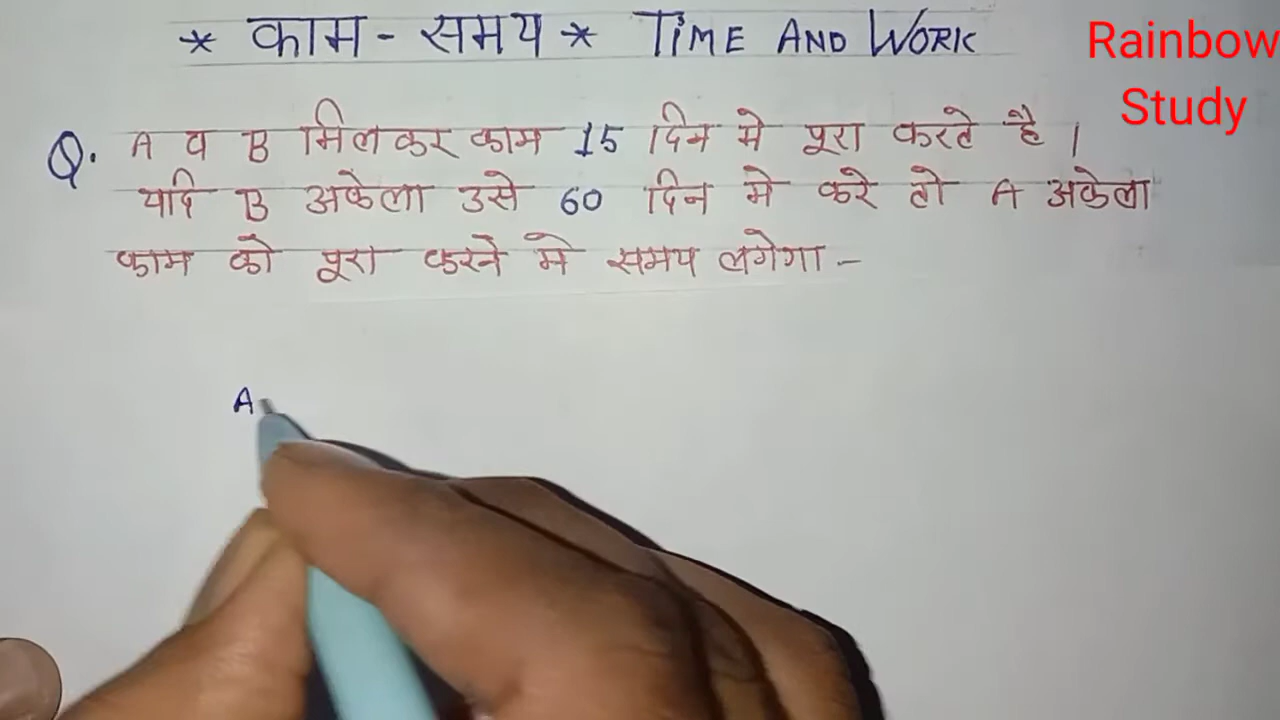 * काम - समय * TIME AND WORK
Rainbow
Study
Q. A व B मिलकर काम 15 दिन मे पूरा करते है ।
यदि B अकेला उसे 60 दिन मे करे तो A अकेला
काम को पूरा करने मे समय लगेगा -
A